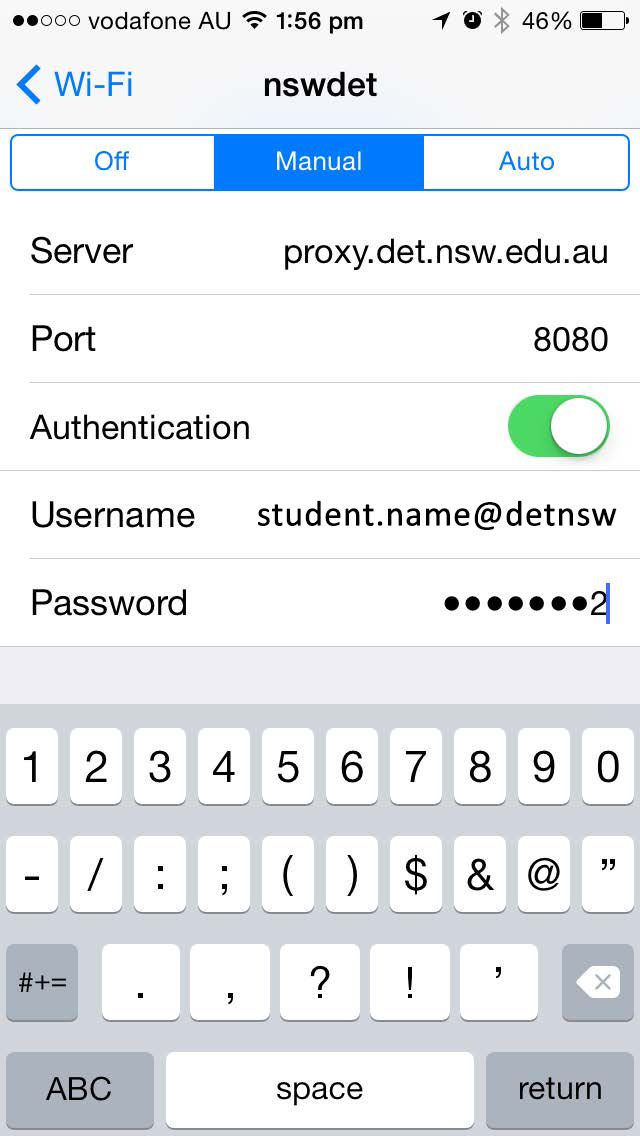 vodafone AU 1:56 pm 46%
Wi-Fi nswdet
Off Manual Auto
Server proxy.det.nsw.edu.au
Port 8080
Authentication
Username student.name@detnsw
Password •••••••2
1 2 3 4 5 6 7 8 9 0
- / : ; ( ) $ & @ ”
#+= . , ? ! ’
ABC space return